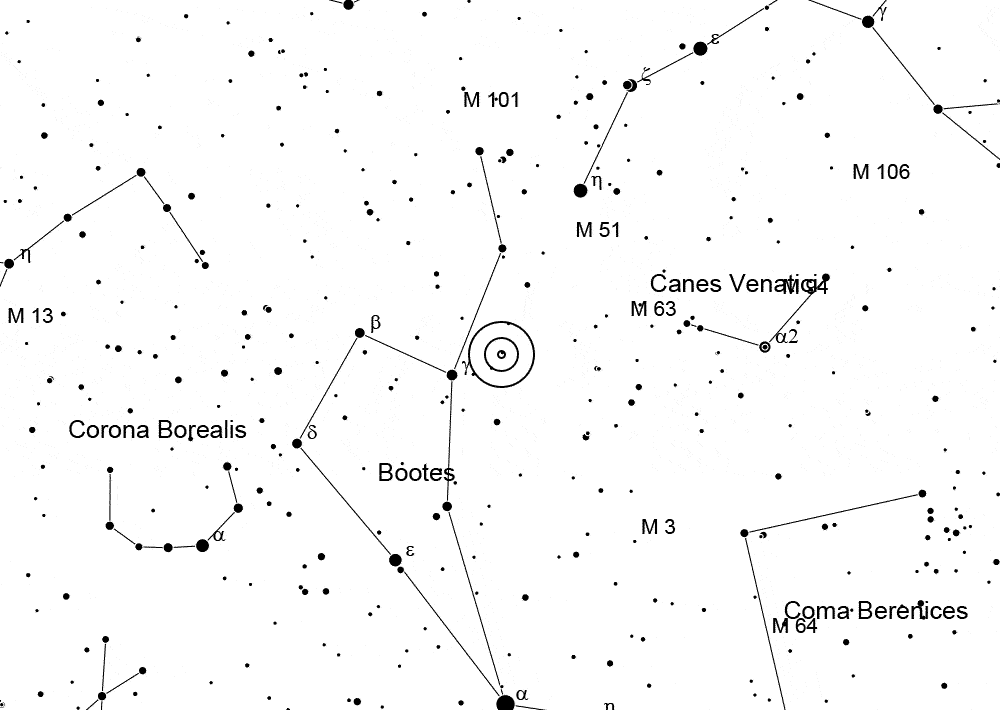 γ
ε
ζ
M 101
M 106
η
M 51
η
Canes Venatici
M 94
M 63
M 13
β
α2
γ
Corona Borealis
δ
Bootes
M 3
α
ε
Coma Berenices
M 64
α
η